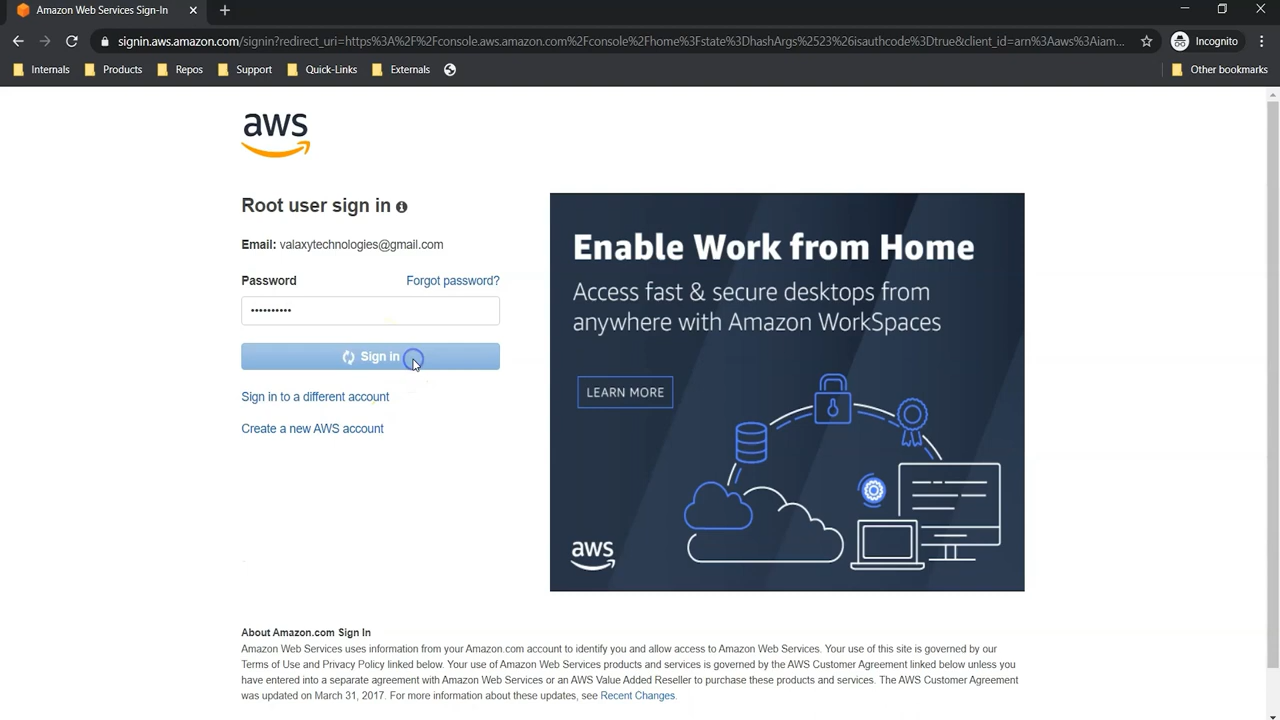 Amazon Web Services Sign-In
signin.aws.amazon.com/signin?redirect_uri=https%3A%2F%2Fconsole.aws.amazon.com%2Fconsole%2Fhome%3Fstate%3DhashArgs%2523%26isauthcode%3Dtrue&client_id=arn%3Aaws%3Aiam...
Incognito
Internals
Products
Repos
Support
Quick-Links
Externals
Other bookmarks
aws
Root user sign in
Email: valaxytechnologies@gmail.com
Password
Forgot password?
••••••••••
Sign in
Sign in to a different account
Create a new AWS account
Enable Work from Home
Access fast & secure desktops from
anywhere with Amazon WorkSpaces
LEARN MORE
aws
About Amazon.com Sign In
Amazon Web Services uses information from your Amazon.com account to identify you and allow access to Amazon Web Services. Your use of this site is governed by our
Terms of Use and Privacy Policy linked below. Your use of Amazon Web Services products and services is governed by the AWS Customer Agreement linked below unless you
have entered into a separate agreement with Amazon Web Services or an AWS Value Added Reseller to purchase these products and services. The AWS Customer Agreement
was updated on March 31, 2017. For more information about these updates, see Recent Changes.